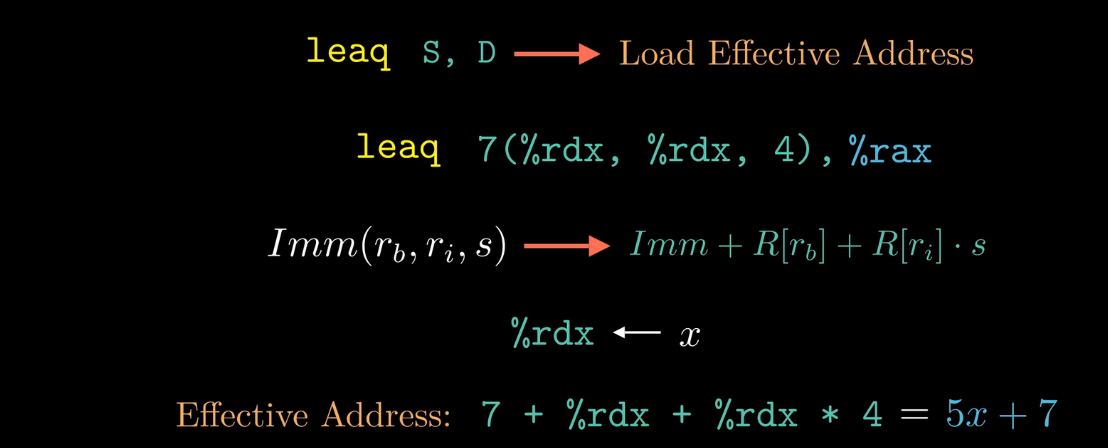 leaq S, D → Load Effective Address
leaq 7(%rdx, %rdx, 4), %rax
Imm(r_b, r_i, s) → Imm + R[r_b] + R[r_i] · s
%rdx ← x
Effective Address: 7 + %rdx + %rdx * 4 = 5x + 7